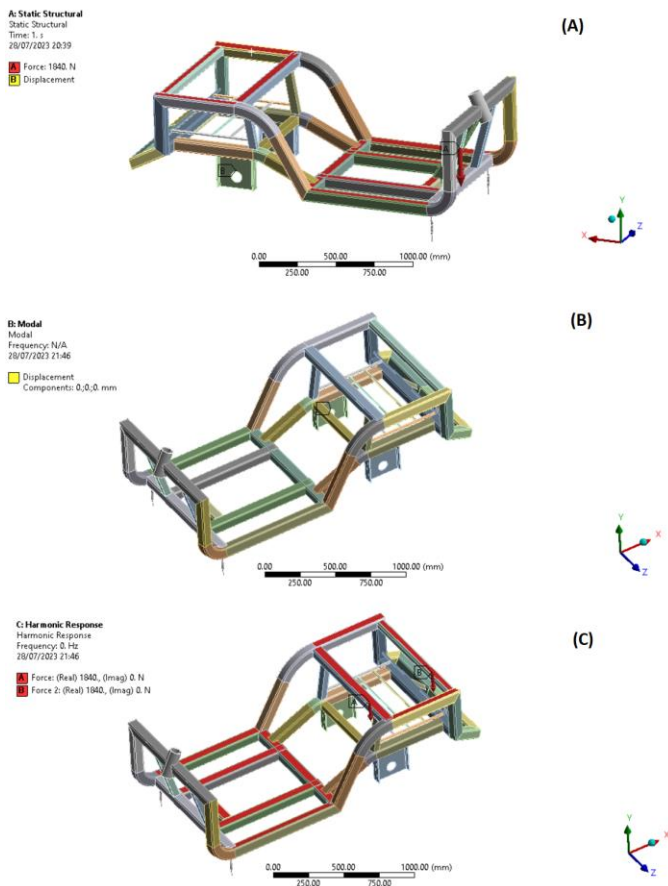 A: Static Structural
Static Structural
Time: 1. s
28/07/2023 20:39
A Force: 1840. N
B Displacement
(A)
B
Y
X
Z
0.00 500.00 1000.00 (mm)
250.00 750.00
B: Modal
Modal
Frequency: N/A
28/07/2023 21:46
Displacement
Components: 0.;0.;0. mm
(B)
Y
X
Z
0.00 500.00 1000.00 (mm)
250.00 750.00
C: Harmonic Response
Harmonic Response
Frequency: 0. Hz
28/07/2023 21:46
A Force: (Real) 1840., (Imag) 0. N
B Force 2: (Real) 1840., (Imag) 0. N
(C)
B
A
Y
X
Z
0.00 500.00 1000.00 (mm)
250.00 750.00